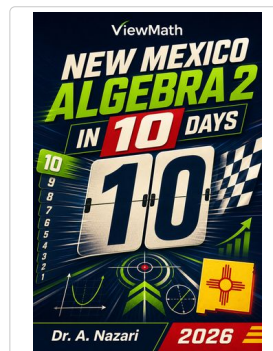 ViewMath
NEW MEXICO
ALGEBRA 2
IN 10 DAYS
10
10
9
8
7
6
5
4
3
2
1
Dr. A. Nazari
2026